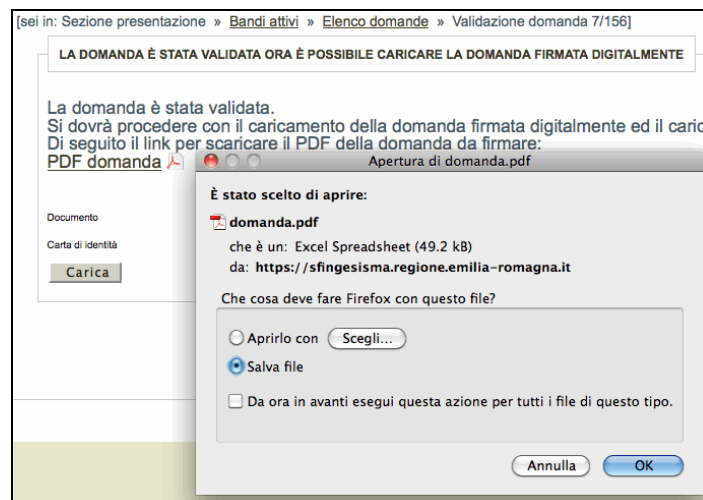 [sei in: Sezione presentazione » Bandi attivi » Elenco domande » Validazione domanda 7/156]
LA DOMANDA È STATA VALIDATA ORA È POSSIBILE CARICARE LA DOMANDA FIRMATA DIGITALMENTE
La domanda è stata validata.
Si dovrà procedere con il caricamento della domanda firmata digitalmente ed il caric
Di seguito il link per scaricare il PDF della domanda da firmare:
PDF domanda
Apertura di domanda.pdf
È stato scelto di aprire:
domanda.pdf
che è un: Excel Spreadsheet (49.2 kB)
da: https://sfingesisma.regione.emilia-romagna.it
Che cosa deve fare Firefox con questo file?
Aprirlo con Scegli...
Salva file
Da ora in avanti esegui questa azione per tutti i file di questo tipo.
Annulla OK
Documento
Carta di identità
Carica